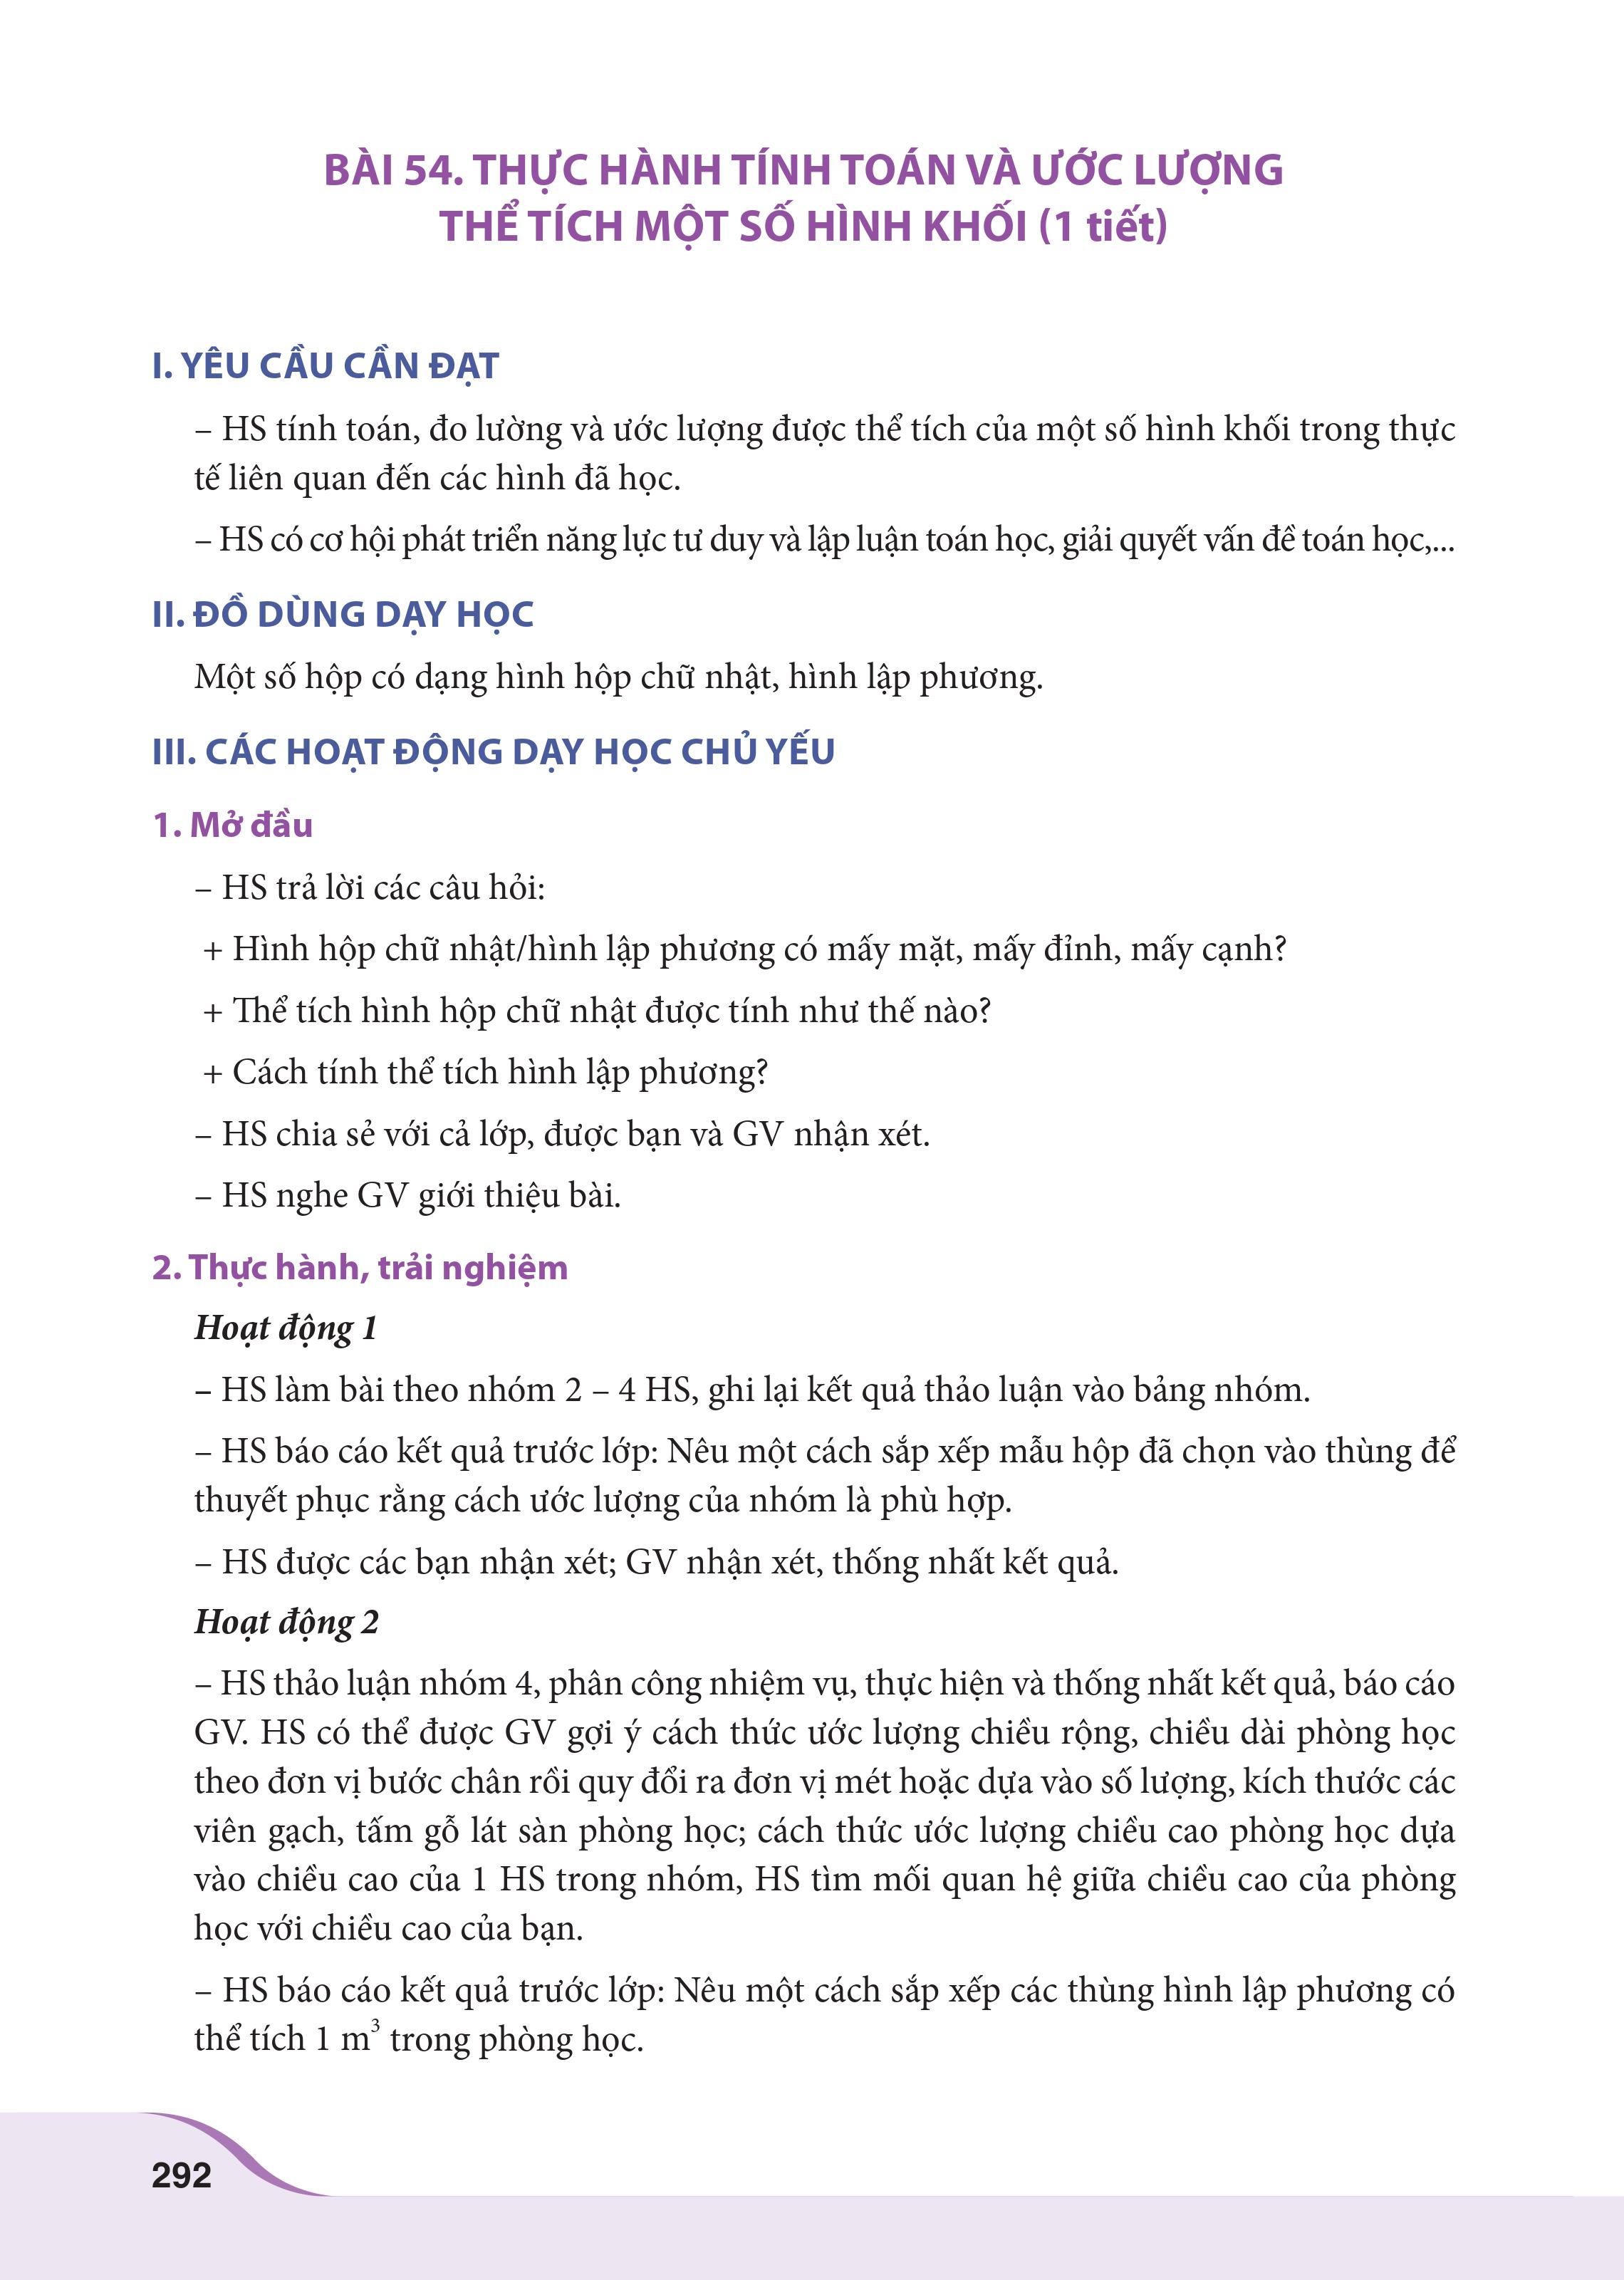 BÀI 54. THỰC HÀNH TÍNH TOÁN VÀ ƯỚC LƯỢNG
THỂ TÍCH MỘT SỐ HÌNH KHỐI (1 tiết)
I. YÊU CẦU CẦN ĐẠT
– HS tính toán, đo lường và ước lượng được thể tích của một số hình khối trong thực
tế liên quan đến các hình đã học.
– HS có cơ hội phát triển năng lực tư duy và lập luận toán học, giải quyết vấn đề toán học,...
II. ĐỒ DÙNG DẠY HỌC
Một số hộp có dạng hình hộp chữ nhật, hình lập phương.
III. CÁC HOẠT ĐỘNG DẠY HỌC CHỦ YẾU
1. Mở đầu
– HS trả lời các câu hỏi:
+ Hình hộp chữ nhật/hình lập phương có mấy mặt, mấy đỉnh, mấy cạnh?
+ Thể tích hình hộp chữ nhật được tính như thế nào?
+ Cách tính thể tích hình lập phương?
– HS chia sẻ với cả lớp, được bạn và GV nhận xét.
– HS nghe GV giới thiệu bài.
2. Thực hành, trải nghiệm
Hoạt động 1
– HS làm bài theo nhóm 2 – 4 HS, ghi lại kết quả thảo luận vào bảng nhóm.
– HS báo cáo kết quả trước lớp: Nêu một cách sắp xếp mẫu hộp đã chọn vào thùng để
thuyết phục rằng cách ước lượng của nhóm là phù hợp.
– HS được các bạn nhận xét; GV nhận xét, thống nhất kết quả.
Hoạt động 2
– HS thảo luận nhóm 4, phân công nhiệm vụ, thực hiện và thống nhất kết quả, báo cáo
GV. HS có thể được GV gợi ý cách thức ước lượng chiều rộng, chiều dài phòng học
theo đơn vị bước chân rồi quy đổi ra đơn vị mét hoặc dựa vào số lượng, kích thước các
viên gạch, tấm gỗ lát sàn phòng học; cách thức ước lượng chiều cao phòng học dựa
vào chiều cao của 1 HS trong nhóm, HS tìm mối quan hệ giữa chiều cao của phòng
học với chiều cao của bạn.
– HS báo cáo kết quả trước lớp: Nêu một cách sắp xếp các thùng hình lập phương có
thể tích 1 m³ trong phòng học.
292